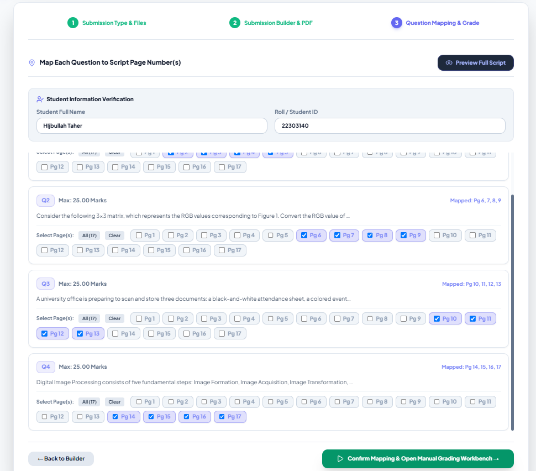 1 Submission Type & Files
2 Submission Builder & PDF
3 Question Mapping & Grade
Map Each Question to Script Page Number(s)
Preview Full Script
Student Information Verification
Student Full Name
Roll / Student ID
Hijbullah Taher
22303140
Pg 12 Pg 13 Pg 14 Pg 15 Pg 16 Pg 17
Q2 Max: 25.00 Marks Mapped: Pg 6, 7, 8, 9
Consider the following 3x3 matrix, which represents the RGB values corresponding to Figure 1. Convert the RGB value of ...
Select Page(s): All (17) Clear Pg 1 Pg 2 Pg 3 Pg 4 Pg 5 Pg 6 Pg 7 Pg 8 Pg 9 Pg 10 Pg 11
Pg 12 Pg 13 Pg 14 Pg 15 Pg 16 Pg 17
Q3 Max: 25.00 Marks Mapped: Pg 10, 11, 12, 13
A university office is preparing to scan and store three documents: a black-and-white attendance sheet, a colored event...
Select Page(s): All (17) Clear Pg 1 Pg 2 Pg 3 Pg 4 Pg 5 Pg 6 Pg 7 Pg 8 Pg 9 Pg 10 Pg 11
Pg 12 Pg 13 Pg 14 Pg 15 Pg 16 Pg 17
Q4 Max: 25.00 Marks Mapped: Pg 14, 15, 16, 17
Digital Image Processing consists of five fundamental steps: Image Formation, Image Acquisition, Image Transformation, ...
Select Page(s): All (17) Clear Pg 1 Pg 2 Pg 3 Pg 4 Pg 5 Pg 6 Pg 7 Pg 8 Pg 9 Pg 10 Pg 11
Pg 12 Pg 13 Pg 14 Pg 15 Pg 16 Pg 17
← Back to Builder
Confirm Mapping & Open Manual Grading Workbench →